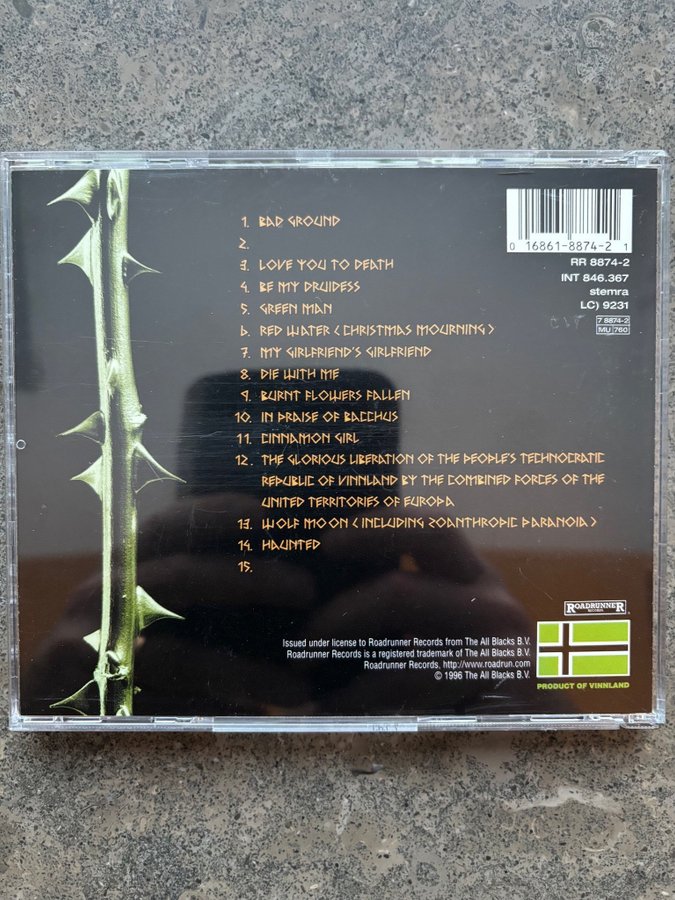 1. BAD GROUND
2.
3. LOVE YOU TO DEATH
4. BE MY DRUIDESS
5. GREEN MAN
6. RED WATER (CHRISTMAS MOURNING)
7. MY GIRLFRIEND'S GIRLFRIEND
8. DIE WITH ME
9. BURNT FLOWERS FALLEN
10. IN PRAISE OF BACCHUS
11. CINNAMON GIRL
12. THE GLORIOUS LIBERATION OF THE PEOPLE'S TECHNOCRATIC
REPUBLIC OF VINNLAND BY THE COMBINED FORCES OF THE
UNITED TERRITORIES OF EUROPA
13. WOLF MOON (INCLUDING ZOANTHROPIC PARANOIA)
14. HAUNTED
15.
0 16861-8874-2 1
RR 8874-2
INT 846.367
stemra
LC) 9231
7 8874-2
MU 760
ROADRUNNER
RECORDS
Issued under license to Roadrunner Records from The All Blacks B.V.
Roadrunner Records is a registered trademark of The All Blacks B.V.
Roadrunner Records, http://www.roadrun.com
© 1996 The All Blacks B.V.
PRODUCT OF VINNLAND